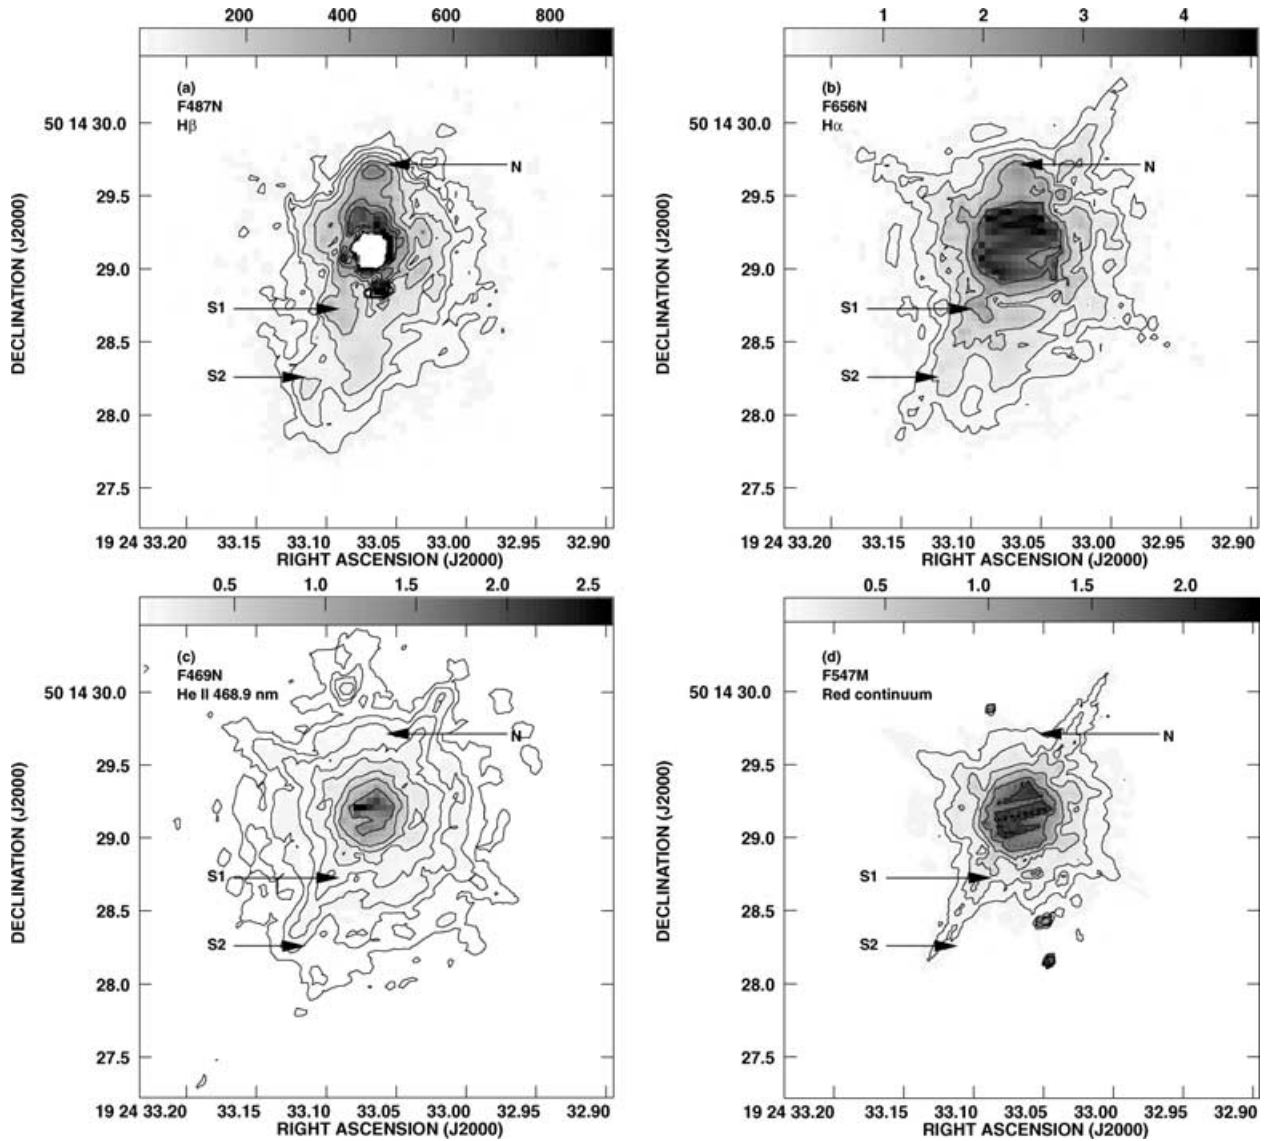 200 400 600 800
(a)
F487N
Hβ
50 14 30.0
29.5
29.0
28.5
28.0
27.5
DECLINATION (J2000)
N
S1
S2
19 24 33.20 33.15 33.10 33.05 33.00 32.95 32.90
RIGHT ASCENSION (J2000)
1 2 3 4
(b)
F656N
Hα
50 14 30.0
29.5
29.0
28.5
28.0
27.5
DECLINATION (J2000)
N
S1
S2
19 24 33.20 33.15 33.10 33.05 33.00 32.95 32.90
RIGHT ASCENSION (J2000)
0.5 1.0 1.5 2.0 2.5
(c)
F469N
He II 468.9 nm
50 14 30.0
29.5
29.0
28.5
28.0
27.5
DECLINATION (J2000)
N
S1
S2
19 24 33.20 33.15 33.10 33.05 33.00 32.95 32.90
RIGHT ASCENSION (J2000)
0.5 1.0 1.5 2.0
(d)
F547M
Red continuum
50 14 30.0
29.5
29.0
28.5
28.0
27.5
DECLINATION (J2000)
N
S1
S2
19 24 33.20 33.15 33.10 33.05 33.00 32.95 32.90
RIGHT ASCENSION (J2000)